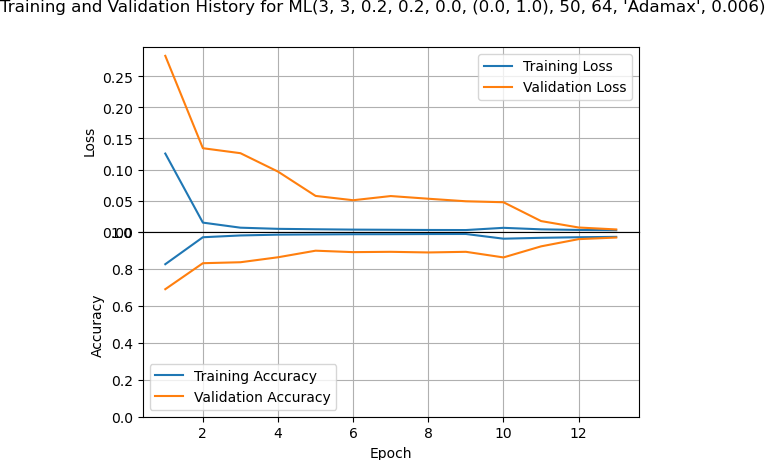 Training and Validation History for ML(3, 3, 0.2, 0.2, 0.0, (0.0, 1.0), 50, 64, 'Adamax', 0.006)
Training Loss
Validation Loss
0.25
0.20
0.15
0.10
0.05
0.00
Loss
1.0
0.8
0.6
0.4
0.2
0.0
Accuracy
Training Accuracy
Validation Accuracy
2 4 6 8 10 12
Epoch